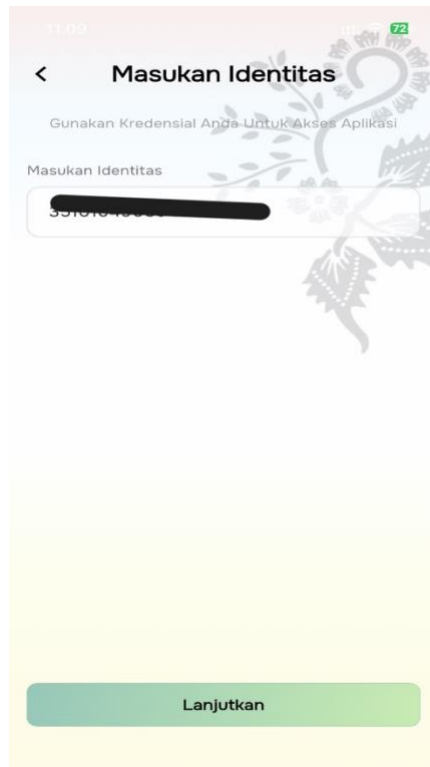 11:09
72
Masukan Identitas
Gunakan Kredensial Anda Untuk Akses Aplikasi
Masukan Identitas
Lanjutkan